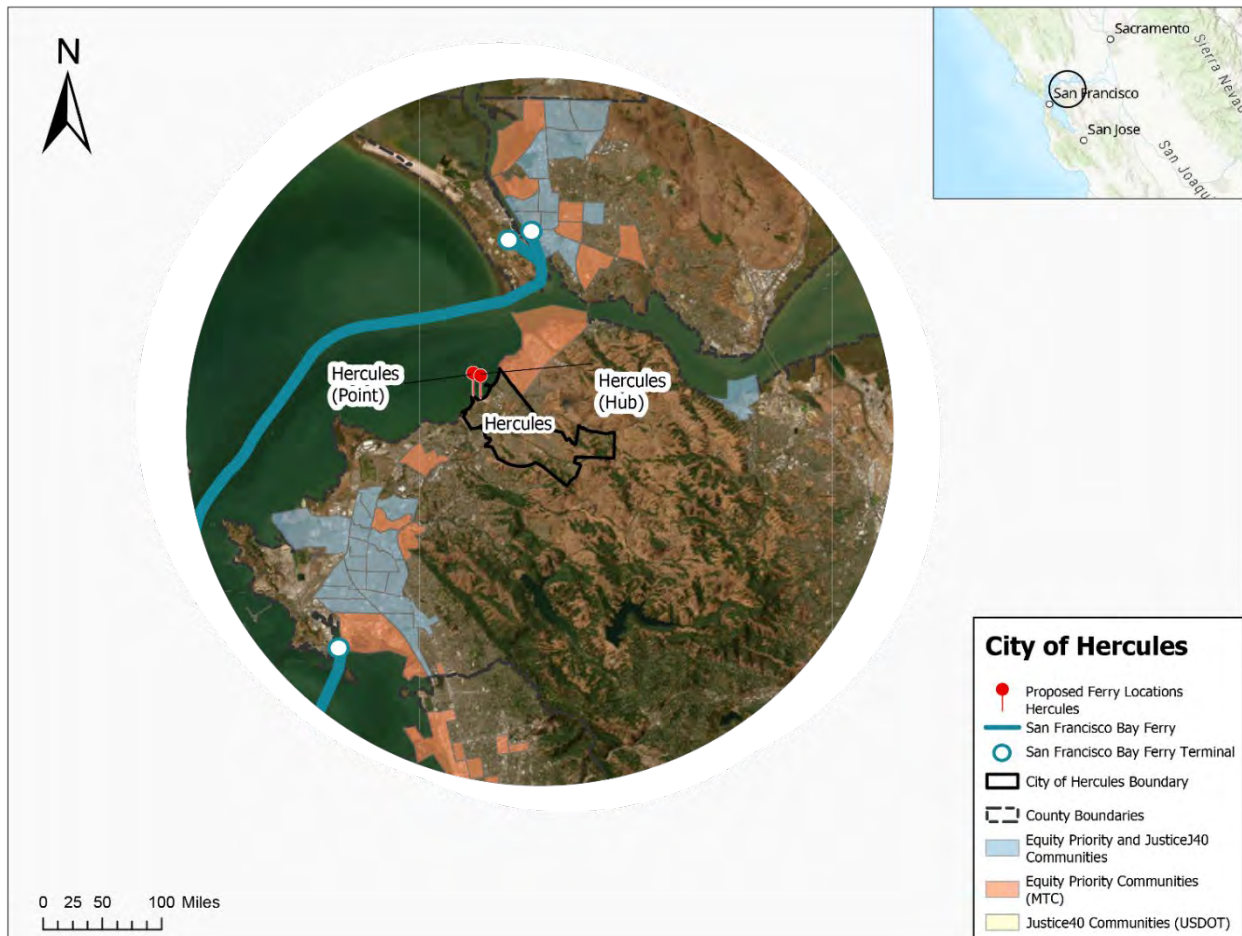 N
Sacramento
Sierra Nevad
San Francisco
San Jose
San Joaqu
Hercules
(Point)
Hercules
(Hub)
Hercules
City of Hercules
Proposed Ferry Locations
Hercules
San Francisco Bay Ferry
San Francisco Bay Ferry Terminal
City of Hercules Boundary
County Boundaries
Equity Priority and JusticeJ40
Communities
Equity Priority Communities
(MTC)
Justice40 Communities (USDOT)
0 25 50 100 Miles